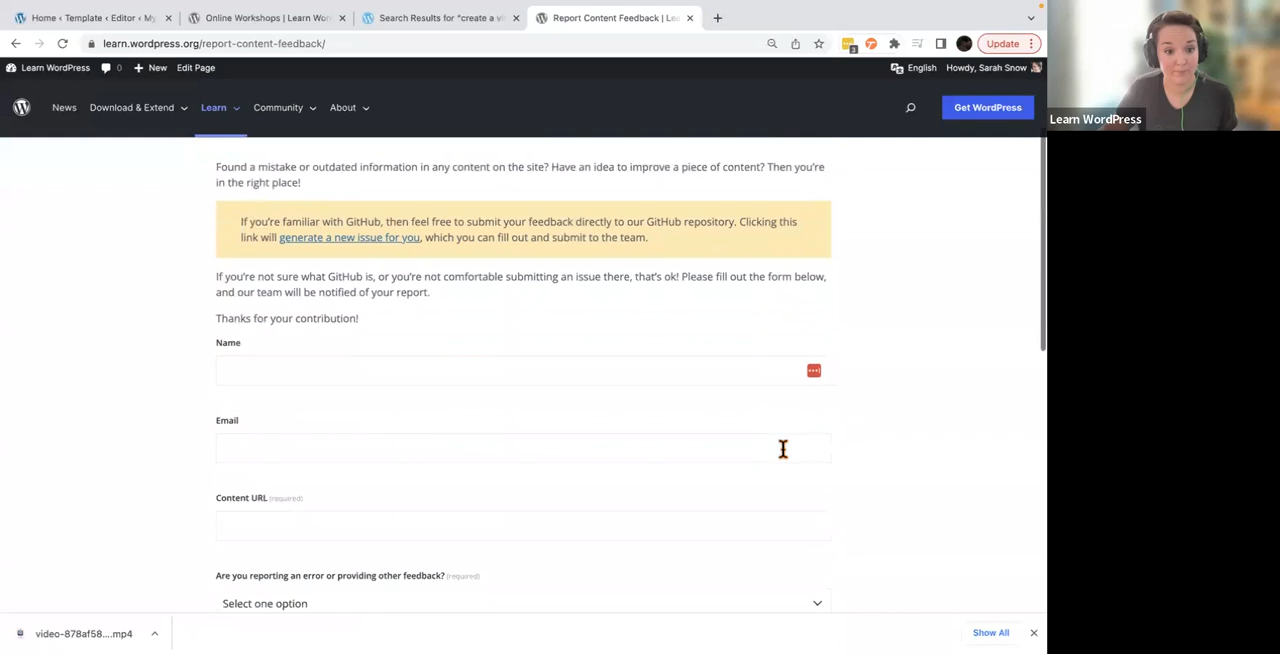 Home ‹ Template ‹ Editor ‹ My
Online Workshops | Learn Wor
Search Results for "create a vi
Report Content Feedback | Lea
learn.wordpress.org/report-content-feedback/
3
Update
Learn WordPress
0
New
Edit Page
English
Howdy, Sarah Snow
News
Download & Extend
Learn
Community
About
Get WordPress
Learn WordPress
Found a mistake or outdated information in any content on the site? Have an idea to improve a piece of content? Then you're
in the right place!
If you're familiar with GitHub, then feel free to submit your feedback directly to our GitHub repository. Clicking this
link will generate a new issue for you, which you can fill out and submit to the team.
If you're not sure what GitHub is, or you're not comfortable submitting an issue there, that's ok! Please fill out the form below,
and our team will be notified of your report.
Thanks for your contribution!
Name
Email
Content URL (required)
Are you reporting an error or providing other feedback? (required)
Select one option
video-878af58....mp4
Show All